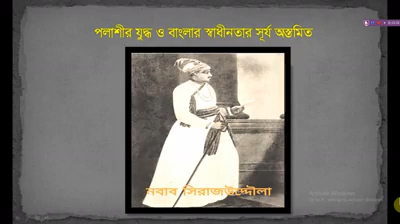 পলাশীর যুদ্ধ ও বাংলার স্বাধীনতার সূর্য অস্তমিত
নবাব সিরাজউদ্দৌলা